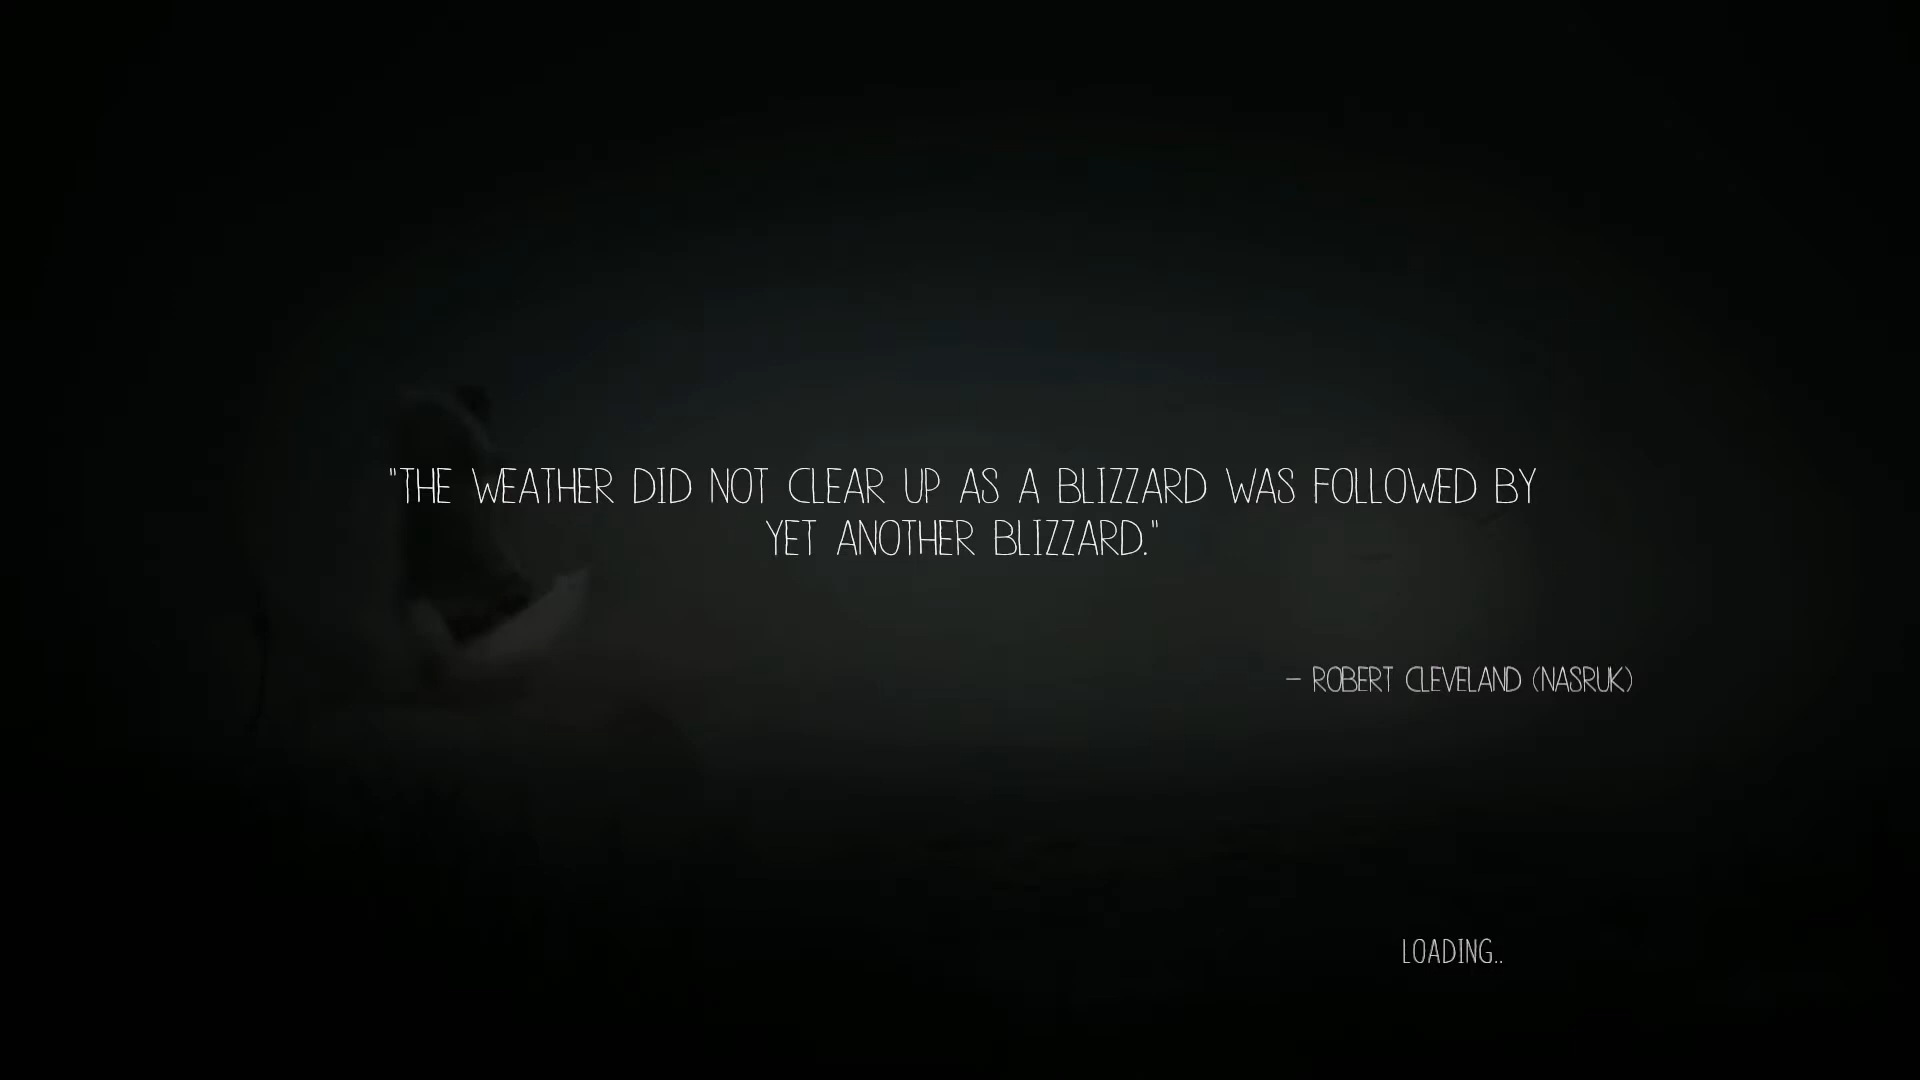 "THE WEATHER DID NOT CLEAR UP AS A BLIZZARD WAS FOLLOWED BY
YET ANOTHER BLIZZARD."
- ROBERT CLEVELAND (NASRUK)
LOADING..